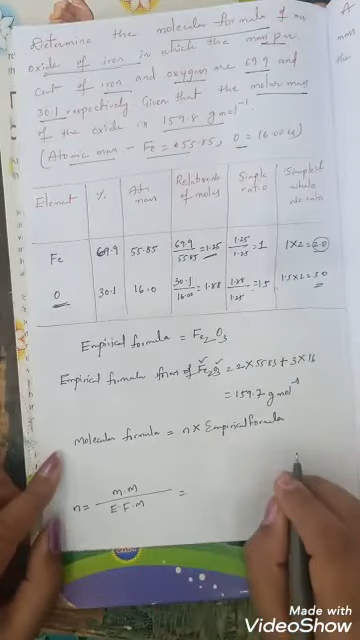 Determine the molecular formula of an
oxide of iron in which the mass per
cent of iron and oxygen are 69.9 and
30.1 respectively. Given that the molar mass
of the oxide is 159.8 g mol⁻¹.
(Atomic mass - Fe = 55.85, O = 16.00 u)
Element % Ato- mass Relative no of moles Simple ratio Simplest whole no ratio
Fe 69.9 55.85 69.9/55.85 = 1.25 1.25/1.25 = 1 1×2 = 2.0
O 30.1 16.0 30.1/16.00 = 1.88 1.88/1.25 = 1.5 1.5×2 = 3.0
Empirical formula = Fe₂O₃
Empirical formula mass of Fe₂O₃ = 2×55.85 + 3×16
= 159.7 g mol⁻¹
molecular formula = n × Empirical formula
n = M.M / E.F.M =
A
mass
the
Made with
VideoShow